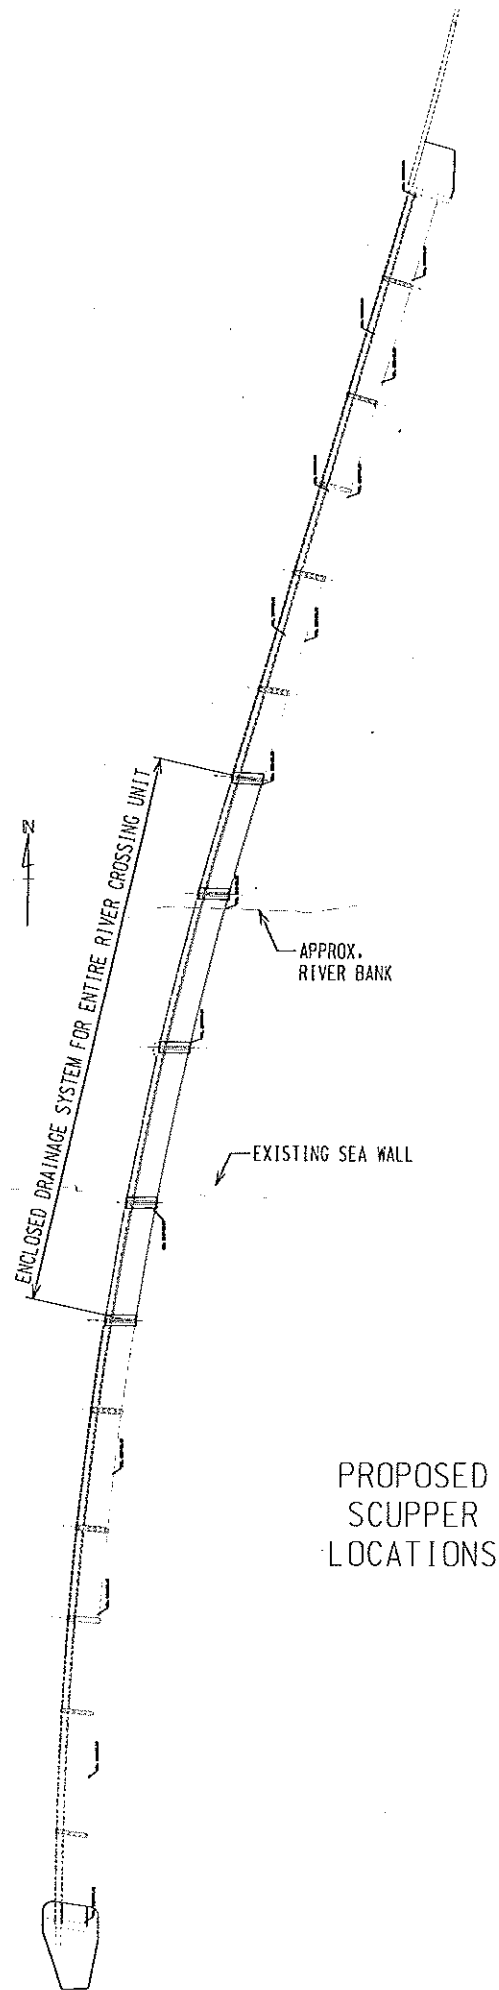 ENCLOSED DRAINAGE SYSTEM FOR ENTIRE RIVER CROSSING UNIT
N
APPROX.
RIVER BANK
EXISTING SEA WALL
PROPOSED
SCUPPER
LOCATIONS